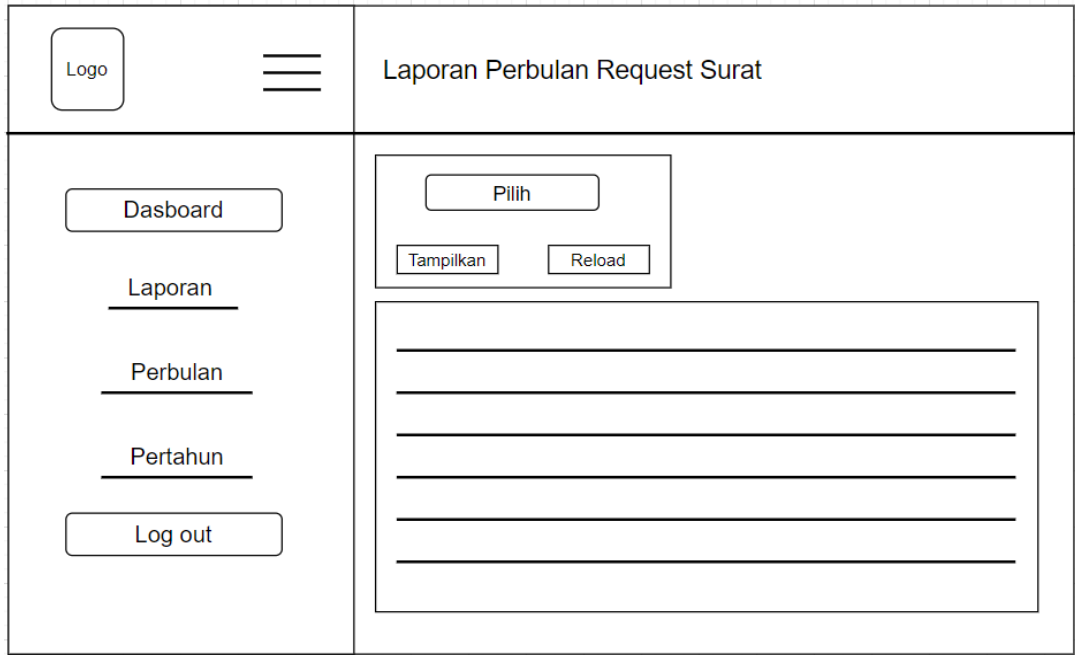 Logo
Laporan Perbulan Request Surat
Dasboard
Laporan
Perbulan
Pertahun
Log out
Pilih
Tampilkan
Reload